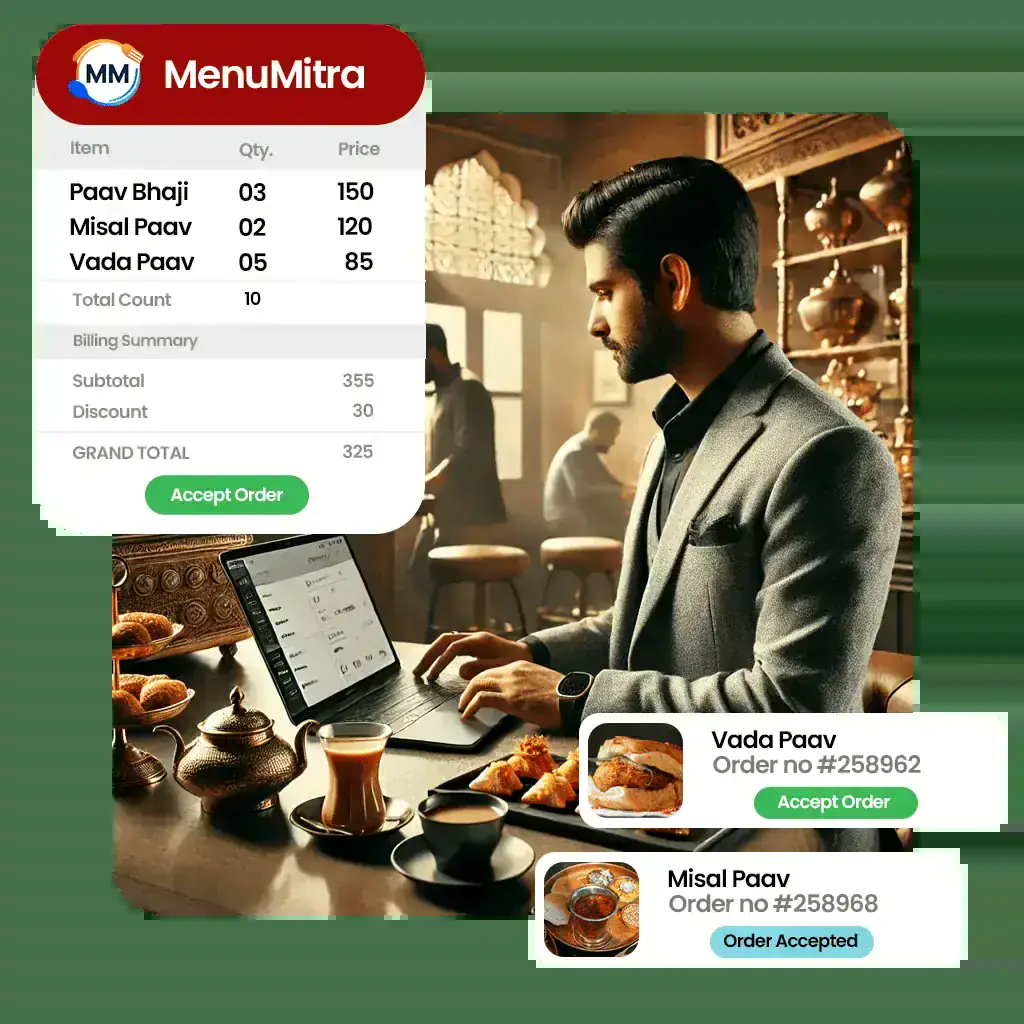 MM MenuMitra
Item Qty. Price
Paav Bhaji 03 150
Misal Paav 02 120
Vada Paav 05 85
Total Count 10
Billing Summary
Subtotal 355
Discount 30
GRAND TOTAL 325
Accept Order
Vada Paav
Order no #258962
Accept Order
Misal Paav
Order no #258968
Order Accepted